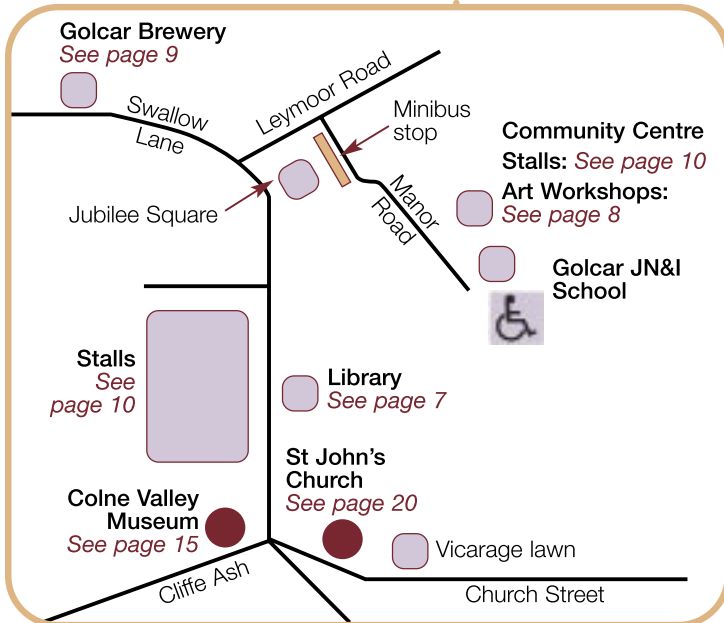 Golcar Brewery
See page 9
Swallow
Lane
Leymoor Road
Minibus
stop
Community Centre
Stalls: See page 10
Art Workshops:
See page 8
Jubilee Square
Manor
Road
Golcar JN&I
School
Stalls
See
page 10
Library
See page 7
St John's
Church
See page 20
Colne Valley
Museum
See page 15
Vicarage lawn
Cliffe Ash
Church Street